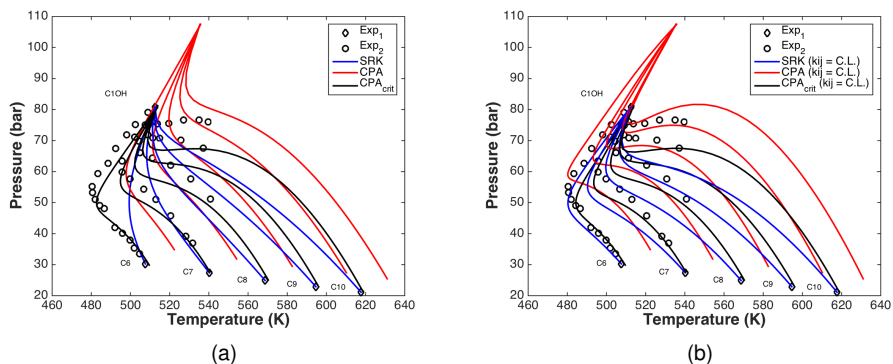 110
100
90
80
70
60
50
40
30
20
Pressure (bar)
460 480 500 520 540 560 580 600 620 640
Temperature (K)
Exp1
Exp2
SRK
CPA
CPAcrit
C1OH
C6
C7
C8
C9
C10
(a)
110
100
90
80
70
60
50
40
30
20
Pressure (bar)
460 480 500 520 540 560 580 600 620 640
Temperature (K)
Exp1
Exp2
SRK (kij = C.L.)
CPA (kij = C.L.)
CPAcrit (kij = C.L.)
C1OH
C6
C7
C8
C9
C10
(b)